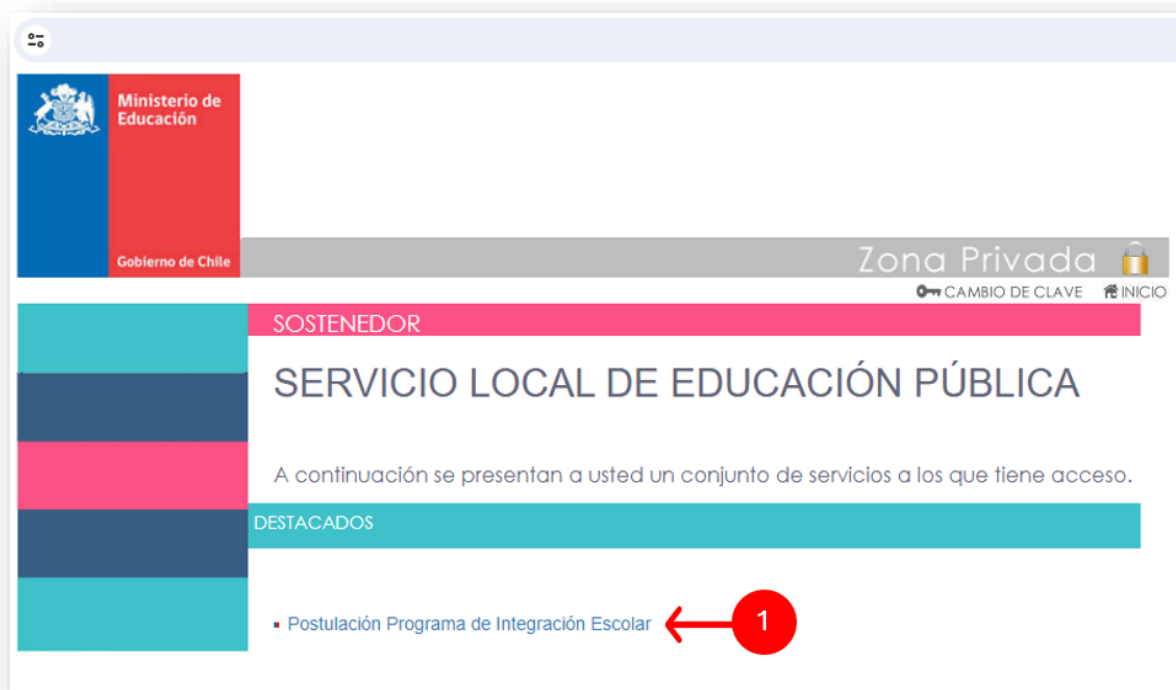 Ministerio de
Educación
Gobierno de Chile
Zona Privada
CAMBIO DE CLAVE INICIO
SOSTENEDOR
SERVICIO LOCAL DE EDUCACIÓN PÚBLICA
A continuación se presentan a usted un conjunto de servicios a los que tiene acceso.
DESTACADOS
Postulación Programa de Integración Escolar 1